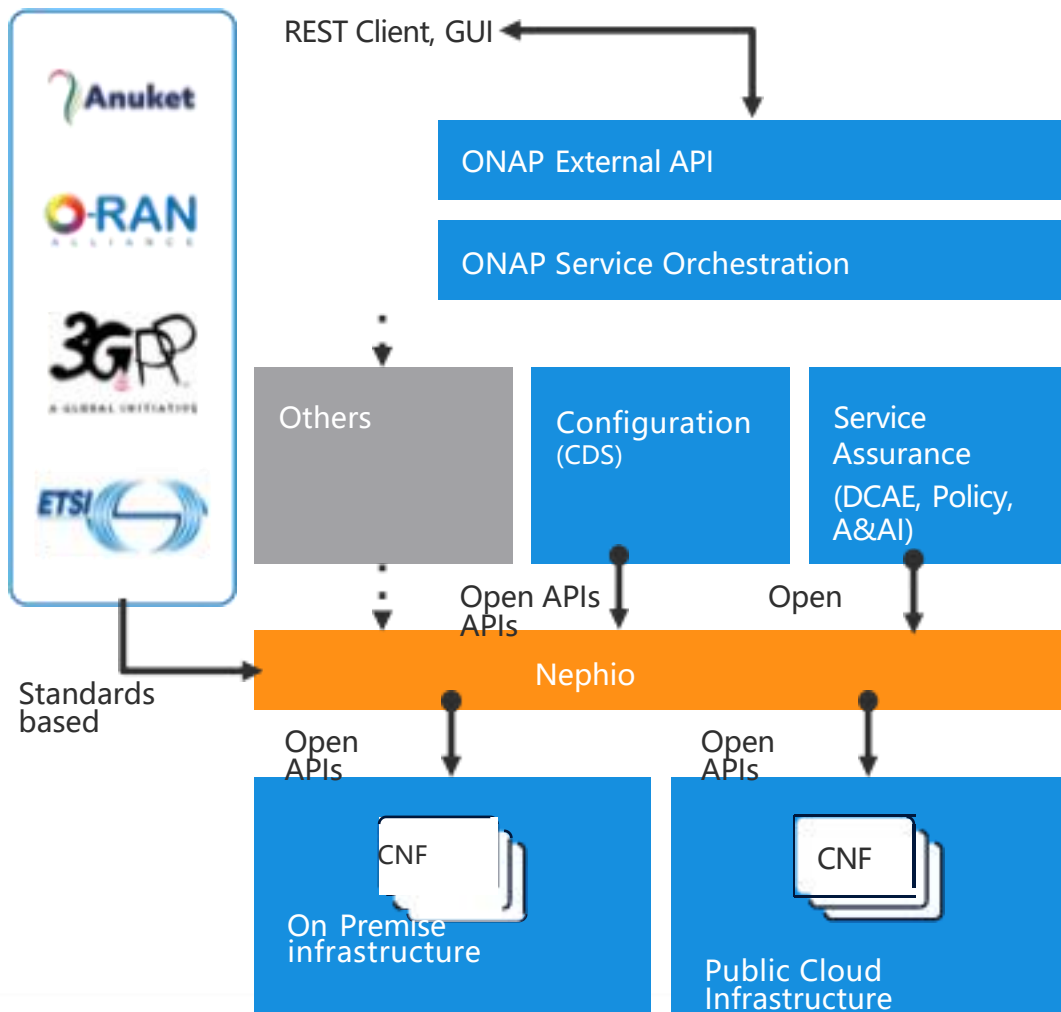 REST Client, GUI
Anuket
O-RAN
ALLIANCE
3GPP
A GLOBAL INITIATIVE
ETSI
ONAP External API
ONAP Service Orchestration
Others
Configuration
(CDS)
Service
Assurance
(DCAE, Policy,
A&AI)
Open APIs
APIs
Open
Standards
based
Nephio
Open
APIs
Open
APIs
CNF
On Premise
infrastructure
CNF
Public Cloud
Infrastructure